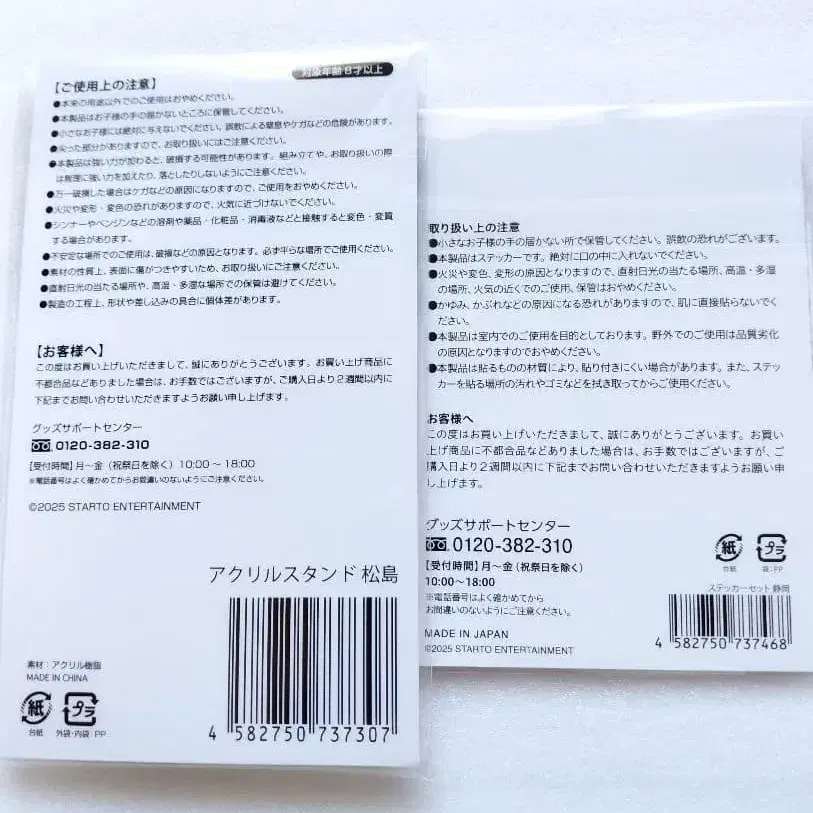 対象年齢8才以上
【ご使用上の注意】
●本来の用途以外でのご使用はおやめください。
●本製品はお子様の手の届かないところに保管してください。
●小さなお子様には絶対に与えないでください。誤飲による窒息やケガなどの危険があります。
●尖った部分がありますので、お取り扱いにはご注意ください。
●本製品は強い力が加わると、破損する可能性があります。組み立てや、お取り扱いの際
は無理に強い力を加えたり、落としたりしないようにご注意ください。
●万一破損した場合はケガなどの原因になりますので、ご使用をおやめください。
●火災や変形・変色の恐れがありますので、火気に近づけないでください。
●シンナーやベンジンなどの溶剤や薬品・化粧品・消毒液などと接触すると変色・変質
する場合があります。
●不安定な場所でのご使用は、破損などの原因となります。必ず平らな場所でご使用ください。
●素材の性質上、表面に傷がつきやすいため、お取り扱いにご注意ください。
●直射日光の当たる場所や、高温・多湿な場所での保管は避けてください。
●製造の工程上、形状や差し込みの具合に個体差があります。
【お客様へ】
この度はお買い上げいただきまして、誠にありがとうございます。お買い上げ商品に
不都合品などありました場合は、お手数ではございますが、ご購入日より2週間以内に
下記までお問い合わせいただきますようお願い申し上げます。
グッズサポートセンター
0120-382-310
【受付時間】月〜金（祝祭日を除く）10:00〜18:00
※電話番号はよく確かめてからお間違いのないようにご注意ください。
©2025 STARTO ENTERTAINMENT
アクリルスタンド 松島
素材：アクリル樹脂
MADE IN CHINA
紙 プラ
台紙 外袋・内袋：PP
4 582750 737307
取り扱い上の注意
●小さなお子様の手の届かない所で保管してください。誤飲の恐れがございます。
●本製品はステッカーです。絶対に口の中に入れないでください。
●火災や変色、変形の原因となりますので、直射日光の当たる場所、高温・多湿
の場所、火気の近くでのご使用、保管はおやめください。
●かゆみ、かぶれなどの原因になる恐れがありますので、肌に直接貼らないでく
ださい。
●本製品は室内でのご使用を目的としております。野外でのご使用は品質劣化
の原因となりますのでおやめください。
●本製品は貼るものの材質により、貼り付きにくい場合があります。また、ステッ
カーを貼る場所の汚れやゴミなどを拭き取ってからご使用ください。
お客様へ
この度はお買い上げいただきまして、誠にありがとうございます。お買い
上げ商品に不都合品などありました場合は、お手数ではございますが、ご
購入日より2週間以内に下記までお問い合わせいただきますようお願い申
し上げます。
グッズサポートセンター
0120-382-310
【受付時間】月〜金（祝祭日を除く）
10:00〜18:00
※電話番号はよく確かめてから
お間違いのないようにご注意ください。
MADE IN JAPAN
©2025 STARTO ENTERTAINMENT
紙 プラ
台紙 袋：PP
ステッカーセット 静岡
4 582750 737468